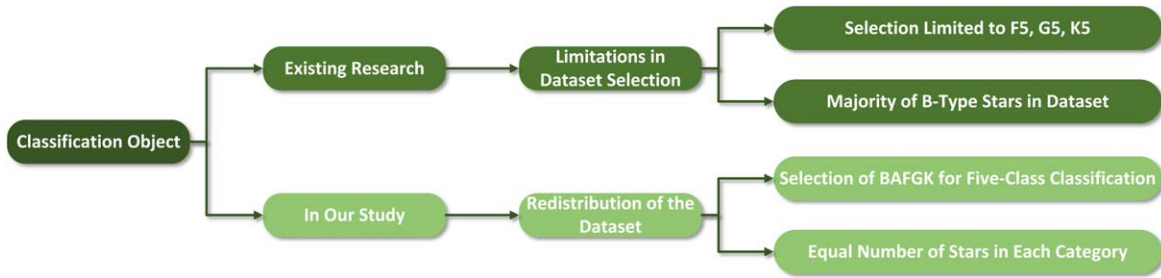 Classification Object
Existing Research
Limitations in
Dataset Selection
Selection Limited to F5, G5, K5
Majority of B-Type Stars in Dataset
In Our Study
Redistribution of the
Dataset
Selection of BAFGK for Five-Class Classification
Equal Number of Stars in Each Category